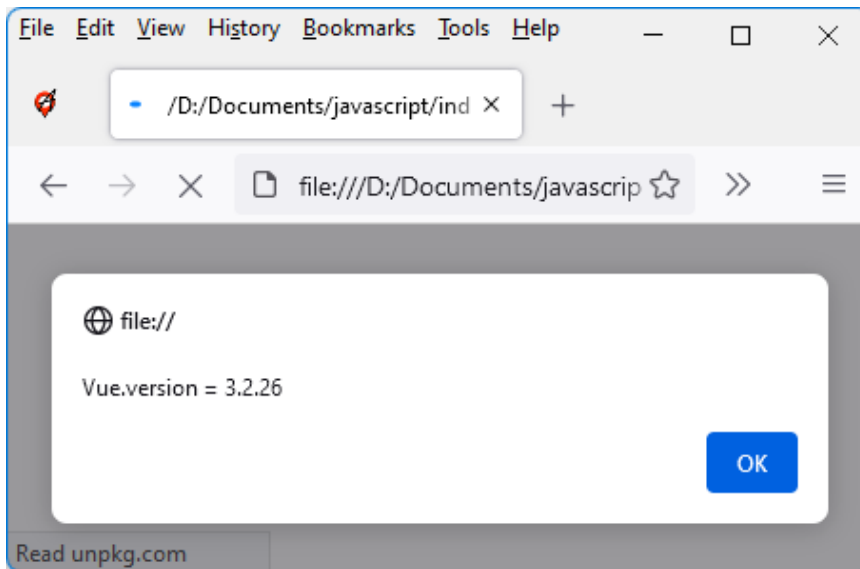 File Edit View History Bookmarks Tools Help
/D:/Documents/javascript/ind
file:///D:/Documents/javascrip
file://
Vue.version = 3.2.26
OK
Read unpkg.com